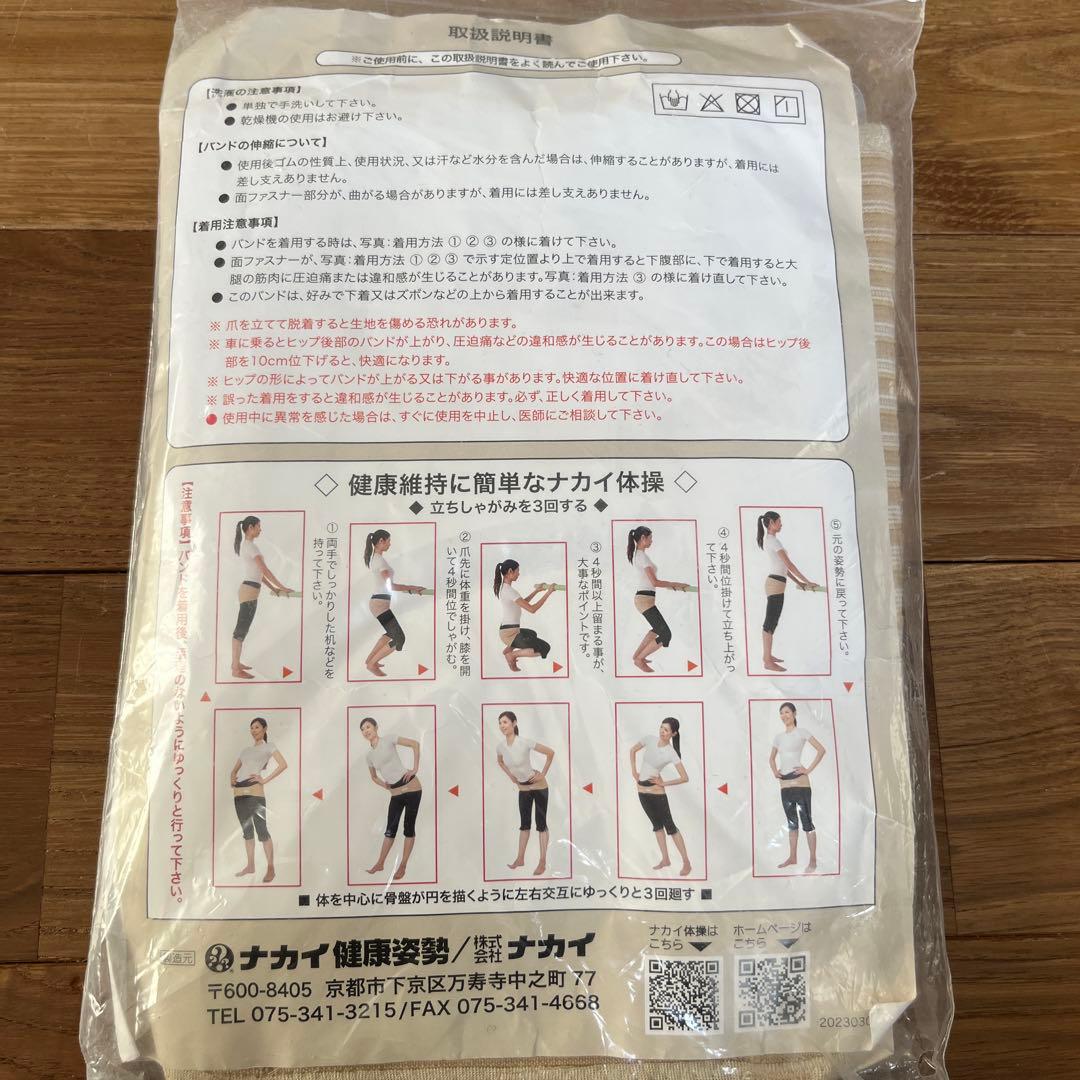 取扱説明書
※ご使用前に、この取扱説明書をよく読んでご使用下さい。
【洗濯の注意事項】
● 単独で手洗いして下さい。
● 乾燥機の使用はお避け下さい。
【バンドの伸縮について】
● 使用後ゴムの性質上、使用状況、又は汗など水分を含んだ場合は、伸縮することがありますが、着用には
差し支えありません。
● 面ファスナー部分が、曲がる場合がありますが、着用には差し支えありません。
【着用注意事項】
● バンドを着用する時は、写真：着用方法 ① ② ③ の様に着けて下さい。
● 面ファスナーが、写真：着用方法 ① ② ③ で示す定位置より上で着用すると下腹部に、下で着用すると大
腿の筋肉に圧迫痛または違和感が生じることがあります。写真：着用方法 ③ の様に着け直して下さい。
● このバンドは、好みで下着又はズボンなどの上から着用することが出来ます。
※ 爪を立てて脱着すると生地を傷める恐れがあります。
※ 車に乗るとヒップ後部のバンドが上がり、圧迫痛などの違和感が生じることがあります。この場合はヒップ後
部を10cm位下げると、快適になります。
※ ヒップの形によってバンドが上がる又は下がる事があります。快適な位置に着け直して下さい。
※ 誤った着用をすると違和感が生じることがあります。必ず、正しく着用して下さい。
● 使用中に異常を感じた場合は、すぐに使用を中止し、医師にご相談して下さい。
◇ 健康維持に簡単なナカイ体操 ◇
◆ 立ちしゃがみを3回する ◆
① 両手でしっかりした机などを
持って下さい。
② 爪先に体重を掛け、膝を開
いて4秒間位でしゃがむ。
③ 4秒間以上留まる事が、
大事なポイントです。
④ 4秒間位掛けて立ち上がっ
て下さい。
⑤ 元の姿勢に戻って下さい。
【注意事項】バンドを着用後、のないようにゆっくりと行って下さい。
■ 体を中心に骨盤が円を描くように左右交互にゆっくりと3回廻す ■
製造元
ナカイ健康姿勢/株式会社ナカイ
〒600-8405 京都市下京区万寿寺中之町 77
TEL 075-341-3215/FAX 075-341-4668
ナカイ体操は
こちら
ホームページは
こちら